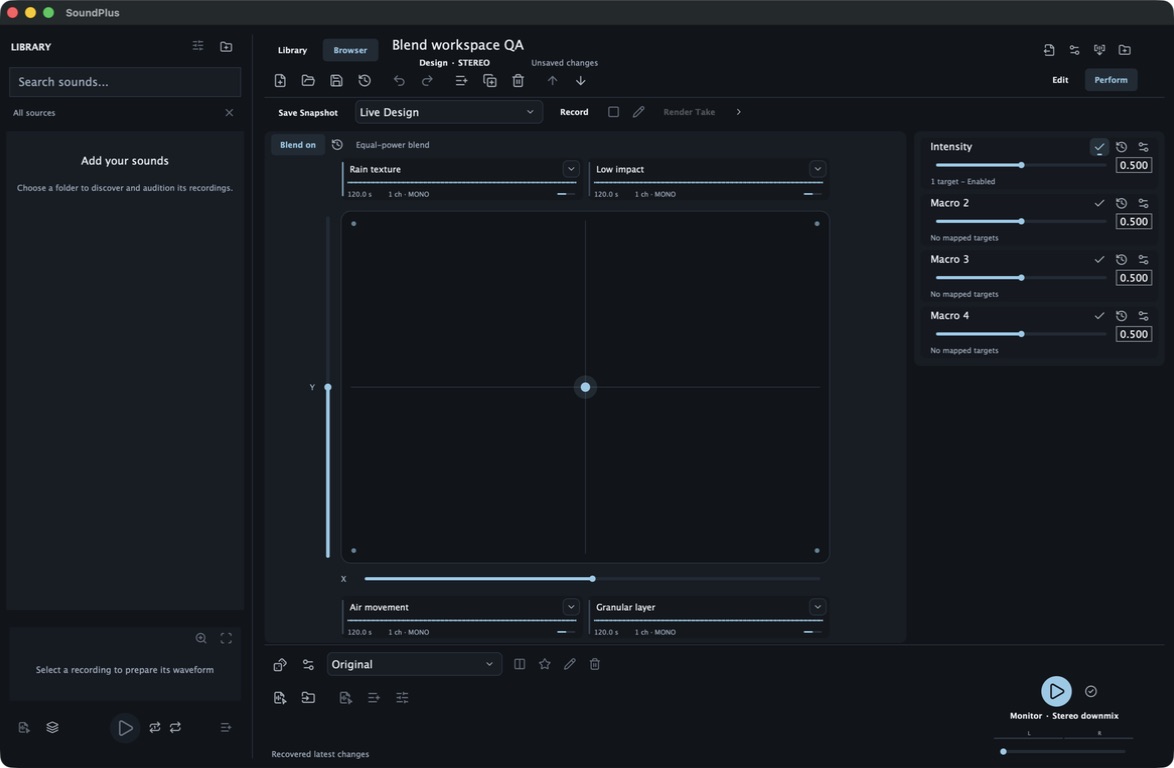 SoundPlus
LIBRARY
Search sounds...
All sources
Add your sounds
Choose a folder to discover and audition its recordings.
Select a recording to prepare its waveform
Library
Browser
Blend workspace QA
Design · STEREO
Unsaved changes
Edit
Perform
Save Snapshot
Live Design
Record
Render Take
Blend on
Equal-power blend
Rain texture
120.0 s
1 ch · MONO
Low impact
120.0 s
1 ch · MONO
Y
X
Air movement
120.0 s
1 ch · MONO
Granular layer
120.0 s
1 ch · MONO
Intensity
0.500
1 target – Enabled
Macro 2
0.500
No mapped targets
Macro 3
0.500
No mapped targets
Macro 4
0.500
No mapped targets
Original
Monitor · Stereo downmix
L
R
Recovered latest changes